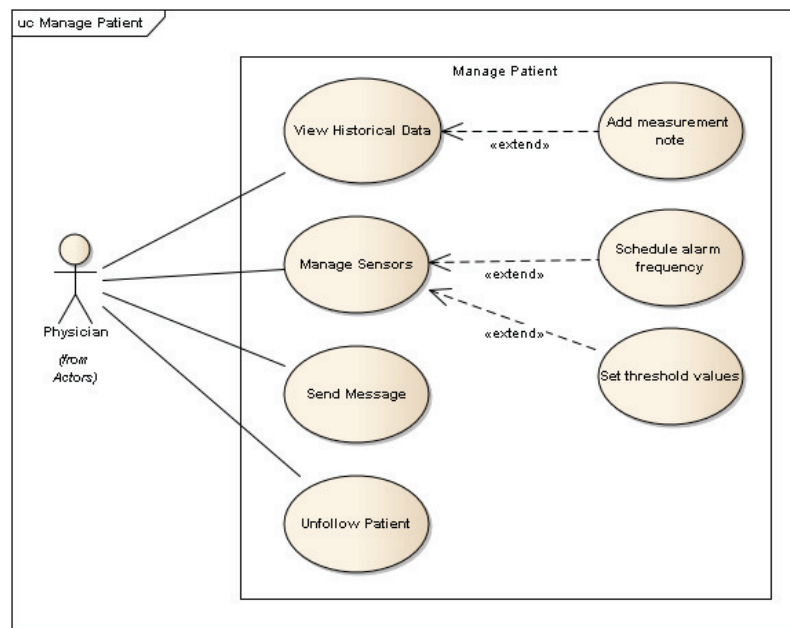 uc Manage Patient
Manage Patient
View Historical Data
«extend»
Add measurement
note
Manage Sensors
«extend»
Schedule alarm
frequency
«extend»
Set threshold values
Physician
(from
Actors)
Send Message
Unfollow Patient